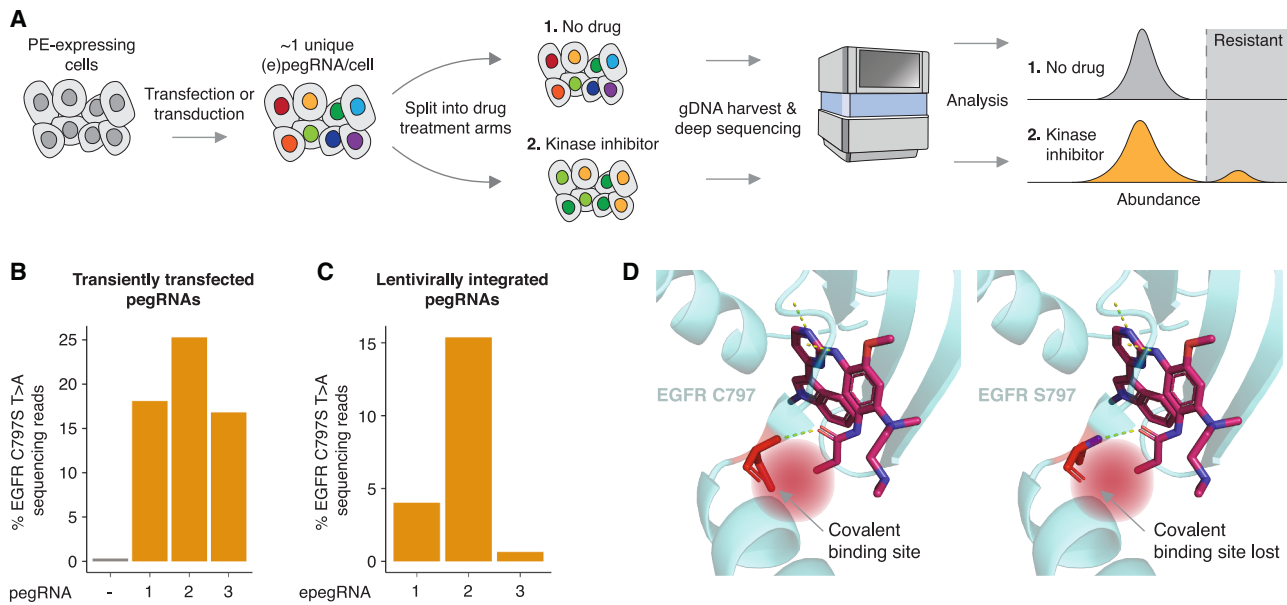 A
PE-expressing
cells
Transfection or
transduction
~1 unique
(e)pegRNA/cell
Split into drug
treatment arms
1. No drug
2. Kinase inhibitor
gDNA harvest &
deep sequencing
Analysis
1. No drug
2. Kinase
inhibitor
Resistant
Abundance
B
Transiently transfected
pegRNAs
% EGFR C797S T>A
sequencing reads
25
20
15
10
5
0
pegRNA - 1 2 3
C
Lentivirally integrated
pegRNAs
% EGFR C797S T>A
sequencing reads
15
10
5
0
epegRNA 1 2 3
D
EGFR C797
Covalent
binding site
EGFR S797
Covalent
binding site lost